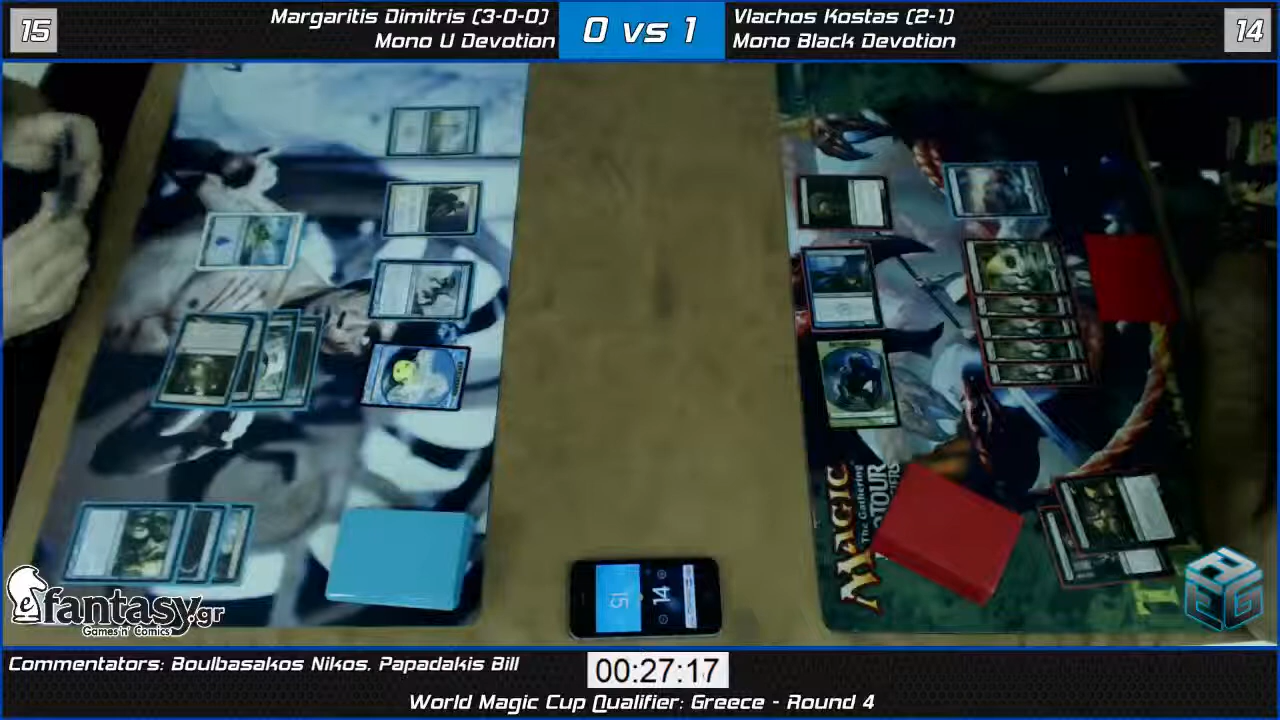 15
Margaritis Dimitris (3-0-0)
Mono U Devotion
0 vs 1
Vlachos Kostas (2-1)
Mono Black Devotion
14
MAGIC
The Gathering
15
14
efantasy.gr
Games 'n' Comics
Commentators: Boulbasakos Nikos, Papadakis Bill
00:27:17
World Magic Cup Qualifier: Greece - Round 4